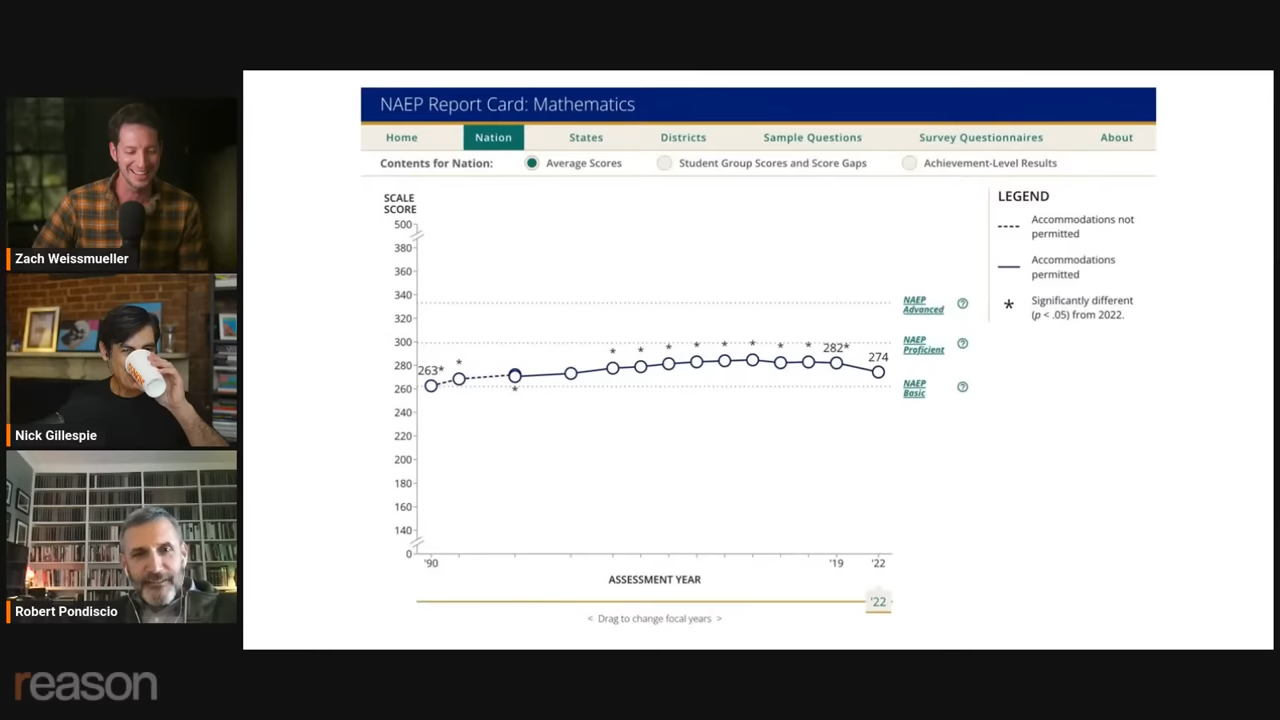 Zach Weissmueller
Nick Gillespie
Robert Pondiscio
reason
NAEP Report Card: Mathematics
Home Nation States Districts Sample Questions Survey Questionnaires About
Contents for Nation: Average Scores Student Group Scores and Score Gaps Achievement-Level Results
SCALE
SCORE
500
380
360
340
320
300
280
260
240
220
200
180
160
140
0
263*
*
*
*
*
*
*
*
*
*
*
282*
274
NAEP
Advanced
?
NAEP
Proficient
?
NAEP
Basic
?
'90 '19 '22
ASSESSMENT YEAR
'22
< Drag to change focal years >
LEGEND
Accommodations not
permitted
Accommodations
permitted
* Significantly different
(p < .05) from 2022.